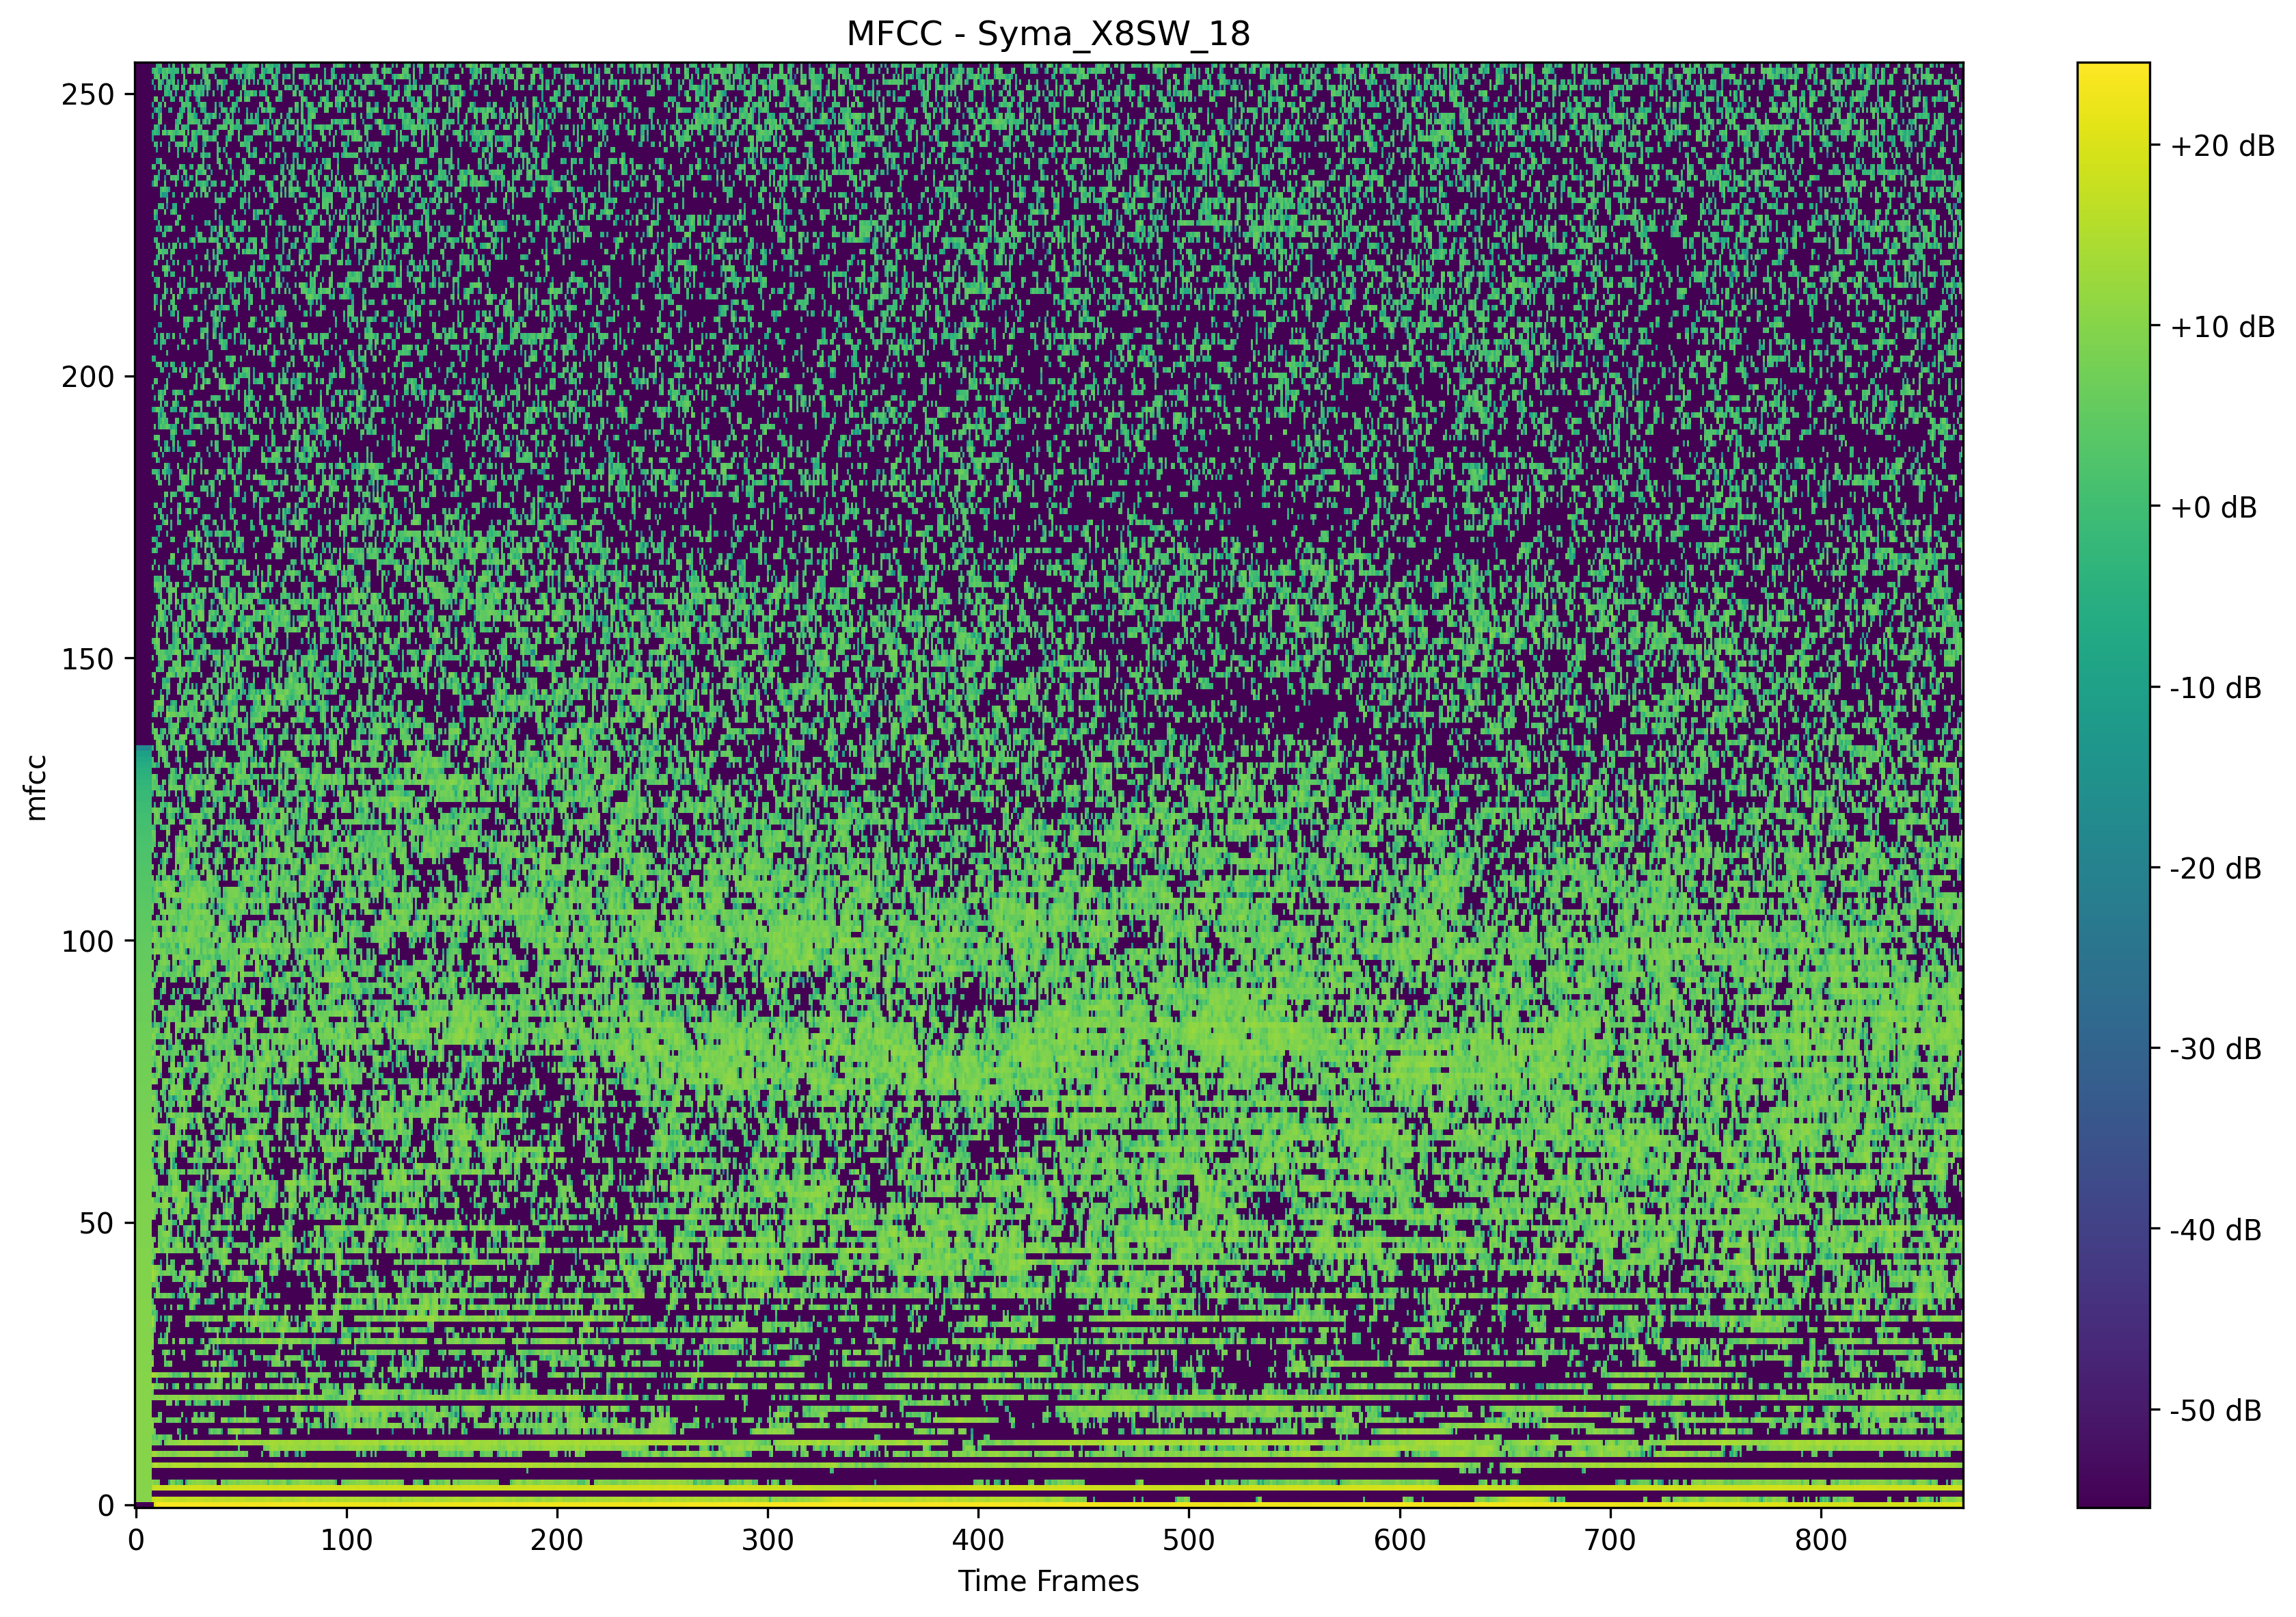 MFCC - Syma_X8SW_18
250
200
150
100
50
0
mfcc
0 100 200 300 400 500 600 700 800
Time Frames
+20 dB
+10 dB
+0 dB
-10 dB
-20 dB
-30 dB
-40 dB
-50 dB